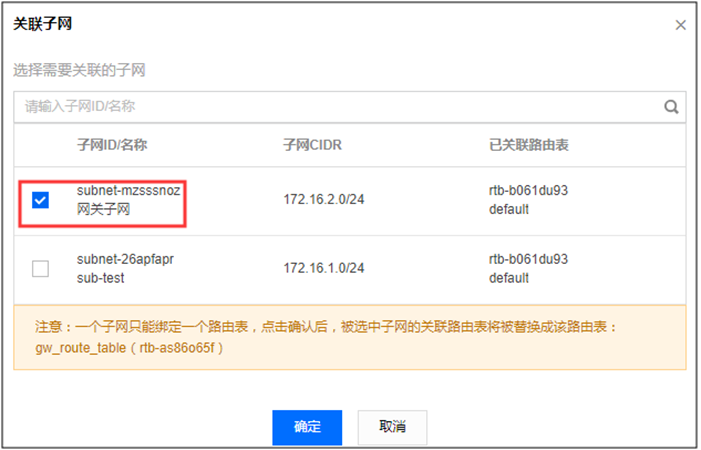 关联子网
选择需要关联的子网
请输入子网ID/名称
子网ID/名称 子网CIDR 已关联路由表
subnet-mzsssnoz 172.16.2.0/24 rtb-b061du93
网关子网 default
subnet-26apfapr 172.16.1.0/24 rtb-b061du93
sub-test default
注意：一个子网只能绑定一个路由表，点击确认后，被选中子网的关联路由表将被替换成该路由表：
gw_route_table（rtb-as86o65f）
确定 取消